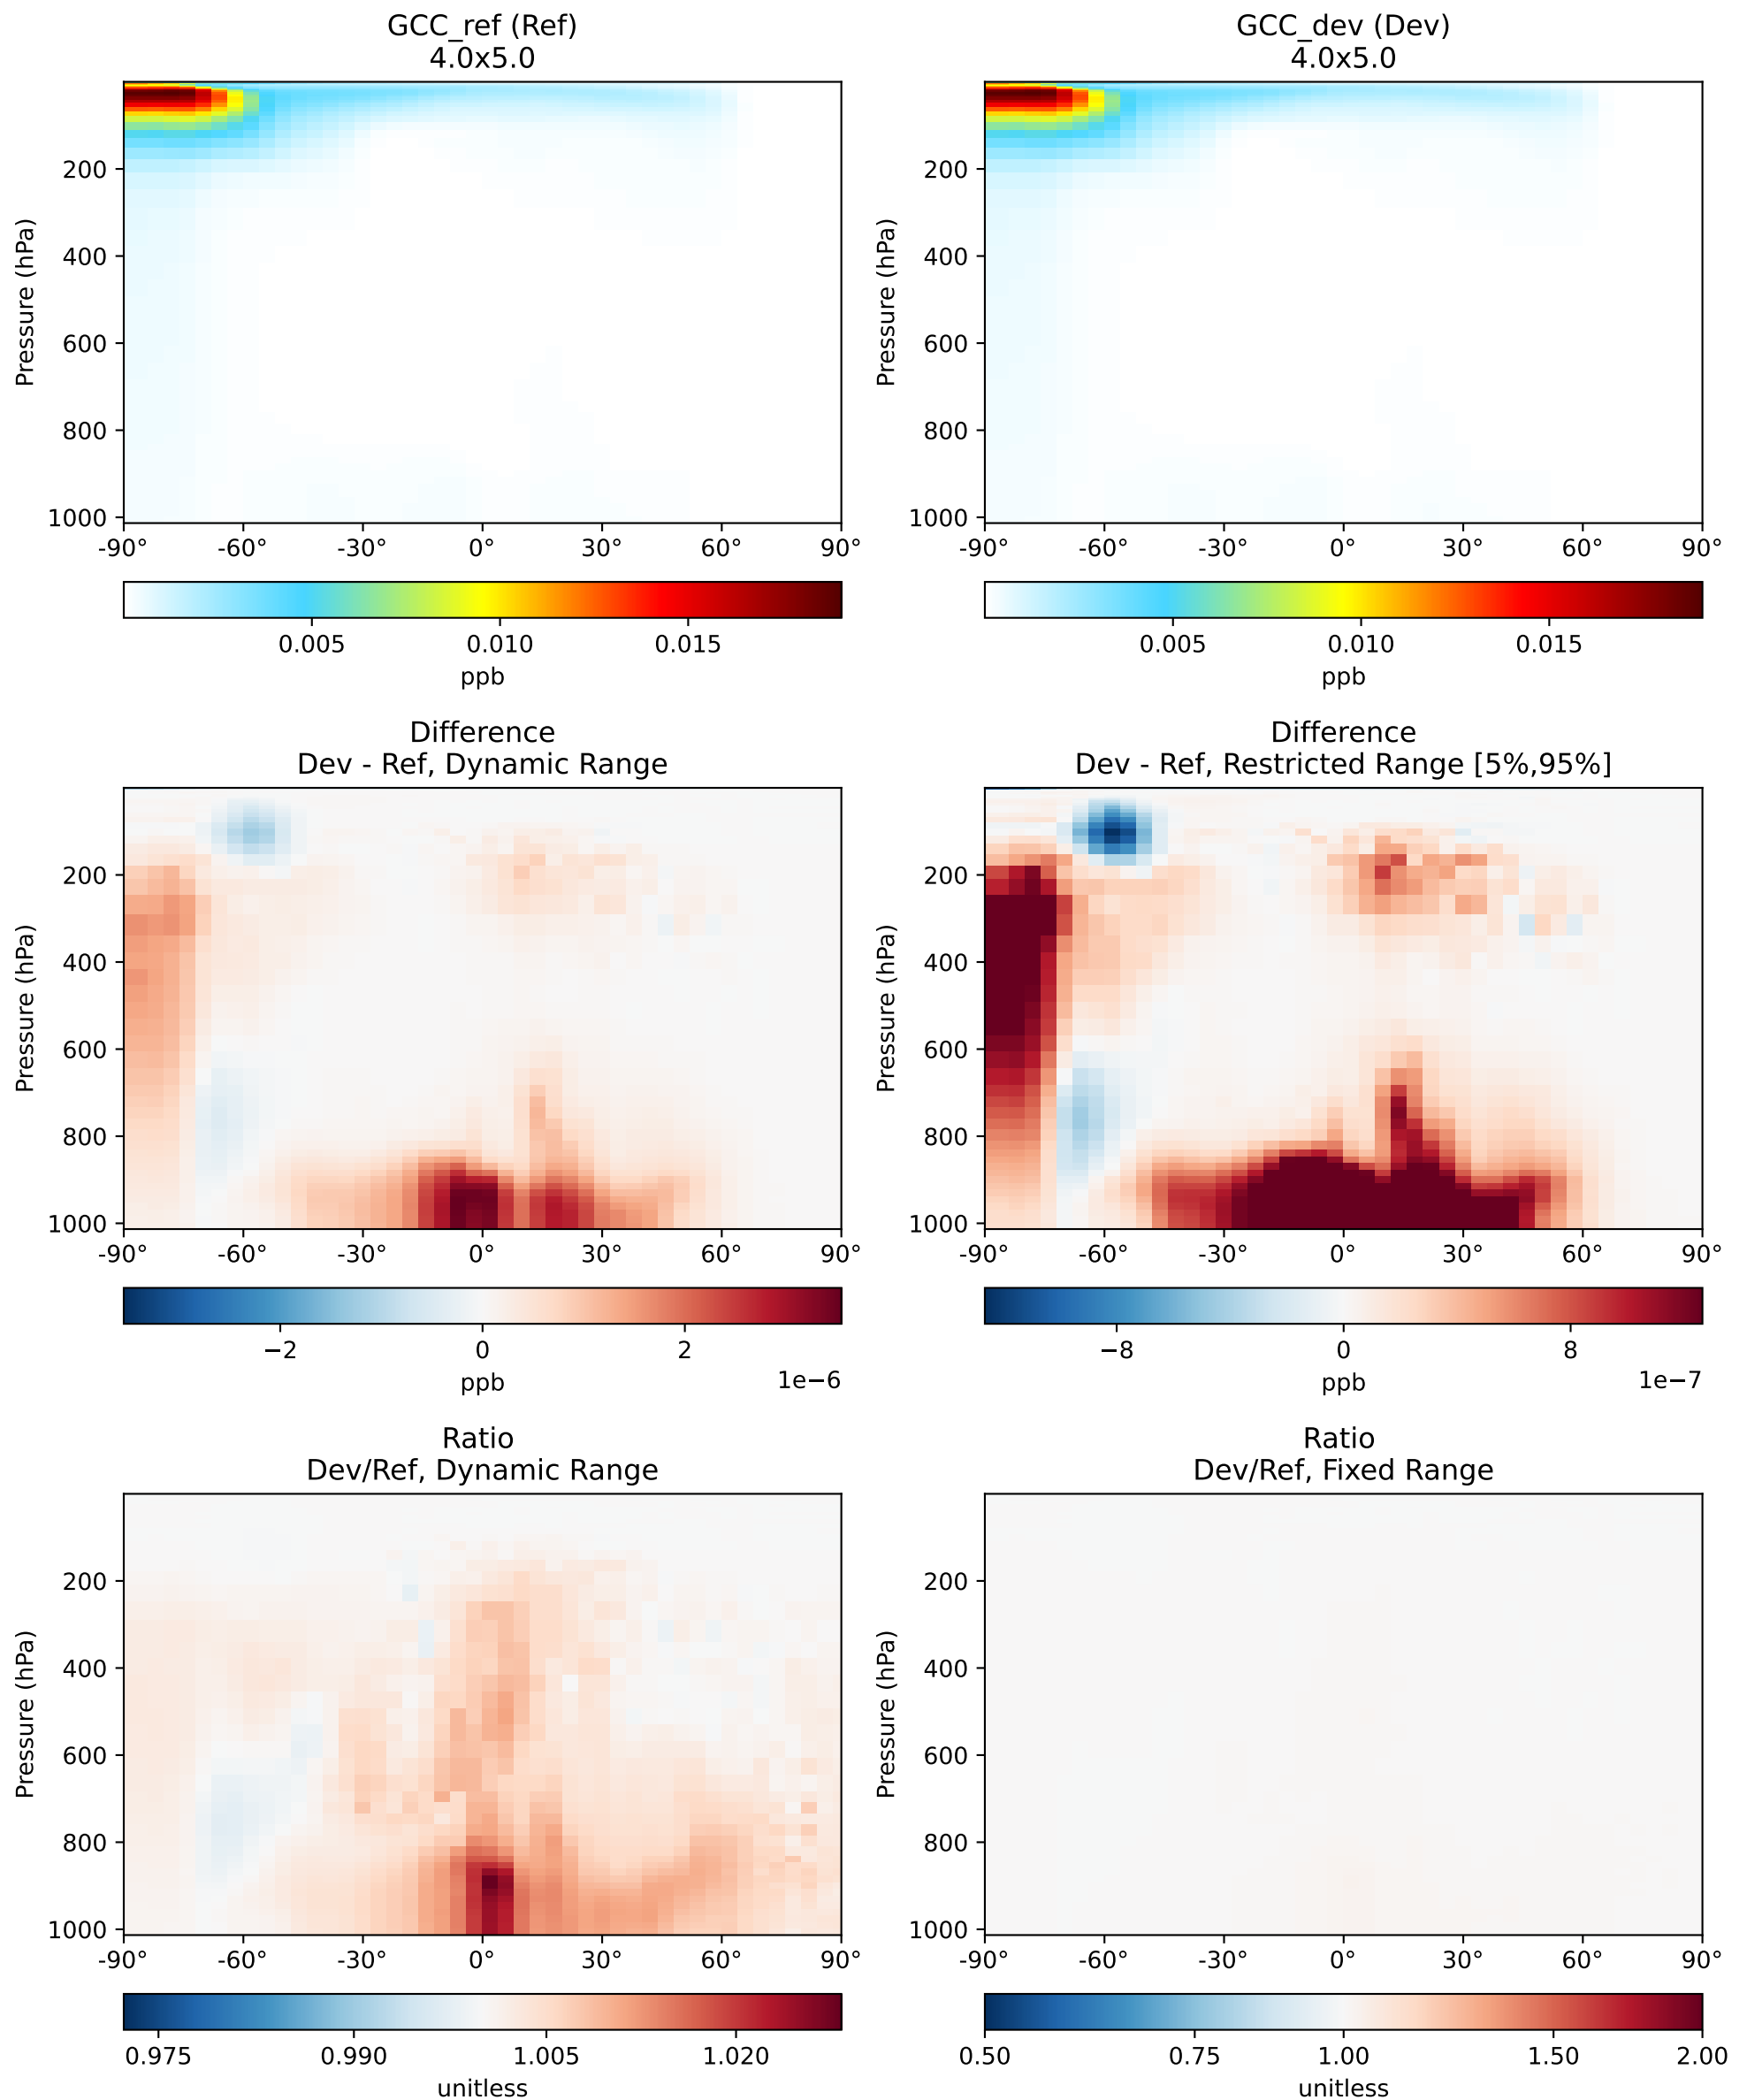 GCC_ref (Ref)
4.0x5.0
Pressure (hPa)
200
400
600
800
1000
-90° -60° -30° 0° 30° 60° 90°
0.005 0.010 0.015
ppb
GCC_dev (Dev)
4.0x5.0
Pressure (hPa)
200
400
600
800
1000
-90° -60° -30° 0° 30° 60° 90°
0.005 0.010 0.015
ppb
Difference
Dev - Ref, Dynamic Range
Pressure (hPa)
200
400
600
800
1000
-90° -60° -30° 0° 30° 60° 90°
−2 0 2
ppb 1e−6
Difference
Dev - Ref, Restricted Range [5%,95%]
Pressure (hPa)
200
400
600
800
1000
-90° -60° -30° 0° 30° 60° 90°
−8 0 8
ppb 1e−7
Ratio
Dev/Ref, Dynamic Range
Pressure (hPa)
200
400
600
800
1000
-90° -60° -30° 0° 30° 60° 90°
0.975 0.990 1.005 1.020
unitless
Ratio
Dev/Ref, Fixed Range
Pressure (hPa)
200
400
600
800
1000
-90° -60° -30° 0° 30° 60° 90°
0.50 0.75 1.00 1.50 2.00
unitless